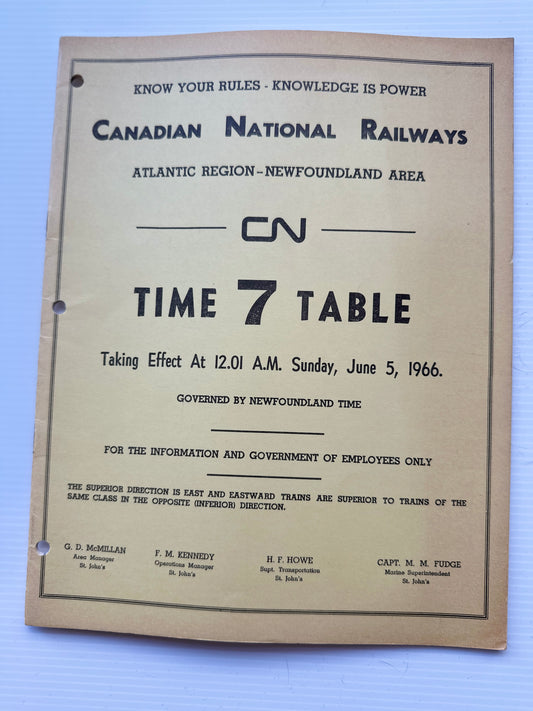 KNOW YOUR RULES - KNOWLEDGE IS POWER
CANADIAN NATIONAL RAILWAYS
ATLANTIC REGION – NEWFOUNDLAND AREA
CN
TIME 7 TABLE
Taking Effect At 12.01 A.M. Sunday, June 5, 1966.
GOVERNED BY NEWFOUNDLAND TIME
FOR THE INFORMATION AND GOVERNMENT OF EMPLOYEES ONLY
THE SUPERIOR DIRECTION IS EAST AND EASTWARD TRAINS ARE SUPERIOR TO TRAINS OF THE
SAME CLASS IN THE OPPOSITE (INFERIOR) DIRECTION.
G. D. McMILLAN
Area Manager
St. John's
F. M. KENNEDY
Operations Manager
St. John's
H. F. HOWE
Supt. Transportation
St. John's
CAPT. M. M. FUDGE
Marine Superintendent
St. John's